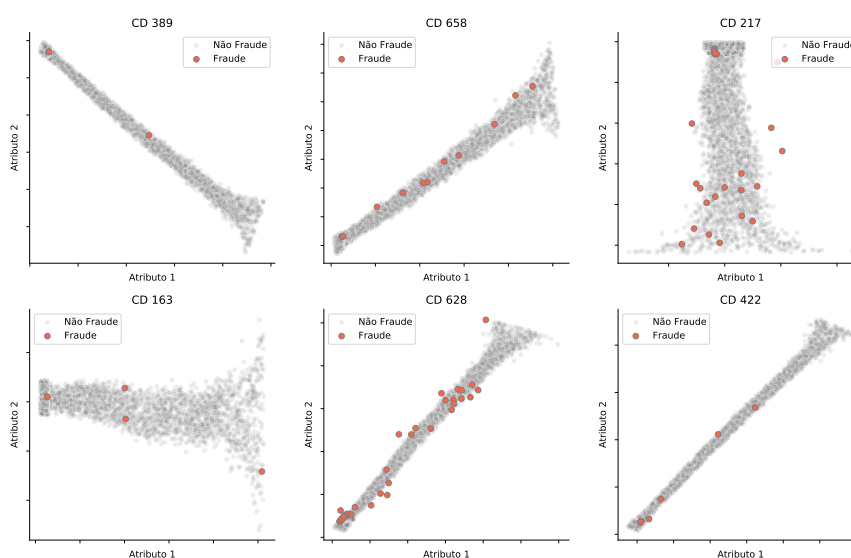 CD 389
Não Fraude
Fraude
Atributo 2
Atributo 1
CD 658
Não Fraude
Fraude
Atributo 2
Atributo 1
CD 217
Não Fraude
Fraude
Atributo 2
Atributo 1
CD 163
Não Fraude
Fraude
Atributo 2
Atributo 1
CD 628
Não Fraude
Fraude
Atributo 2
Atributo 1
CD 422
Não Fraude
Fraude
Atributo 2
Atributo 1